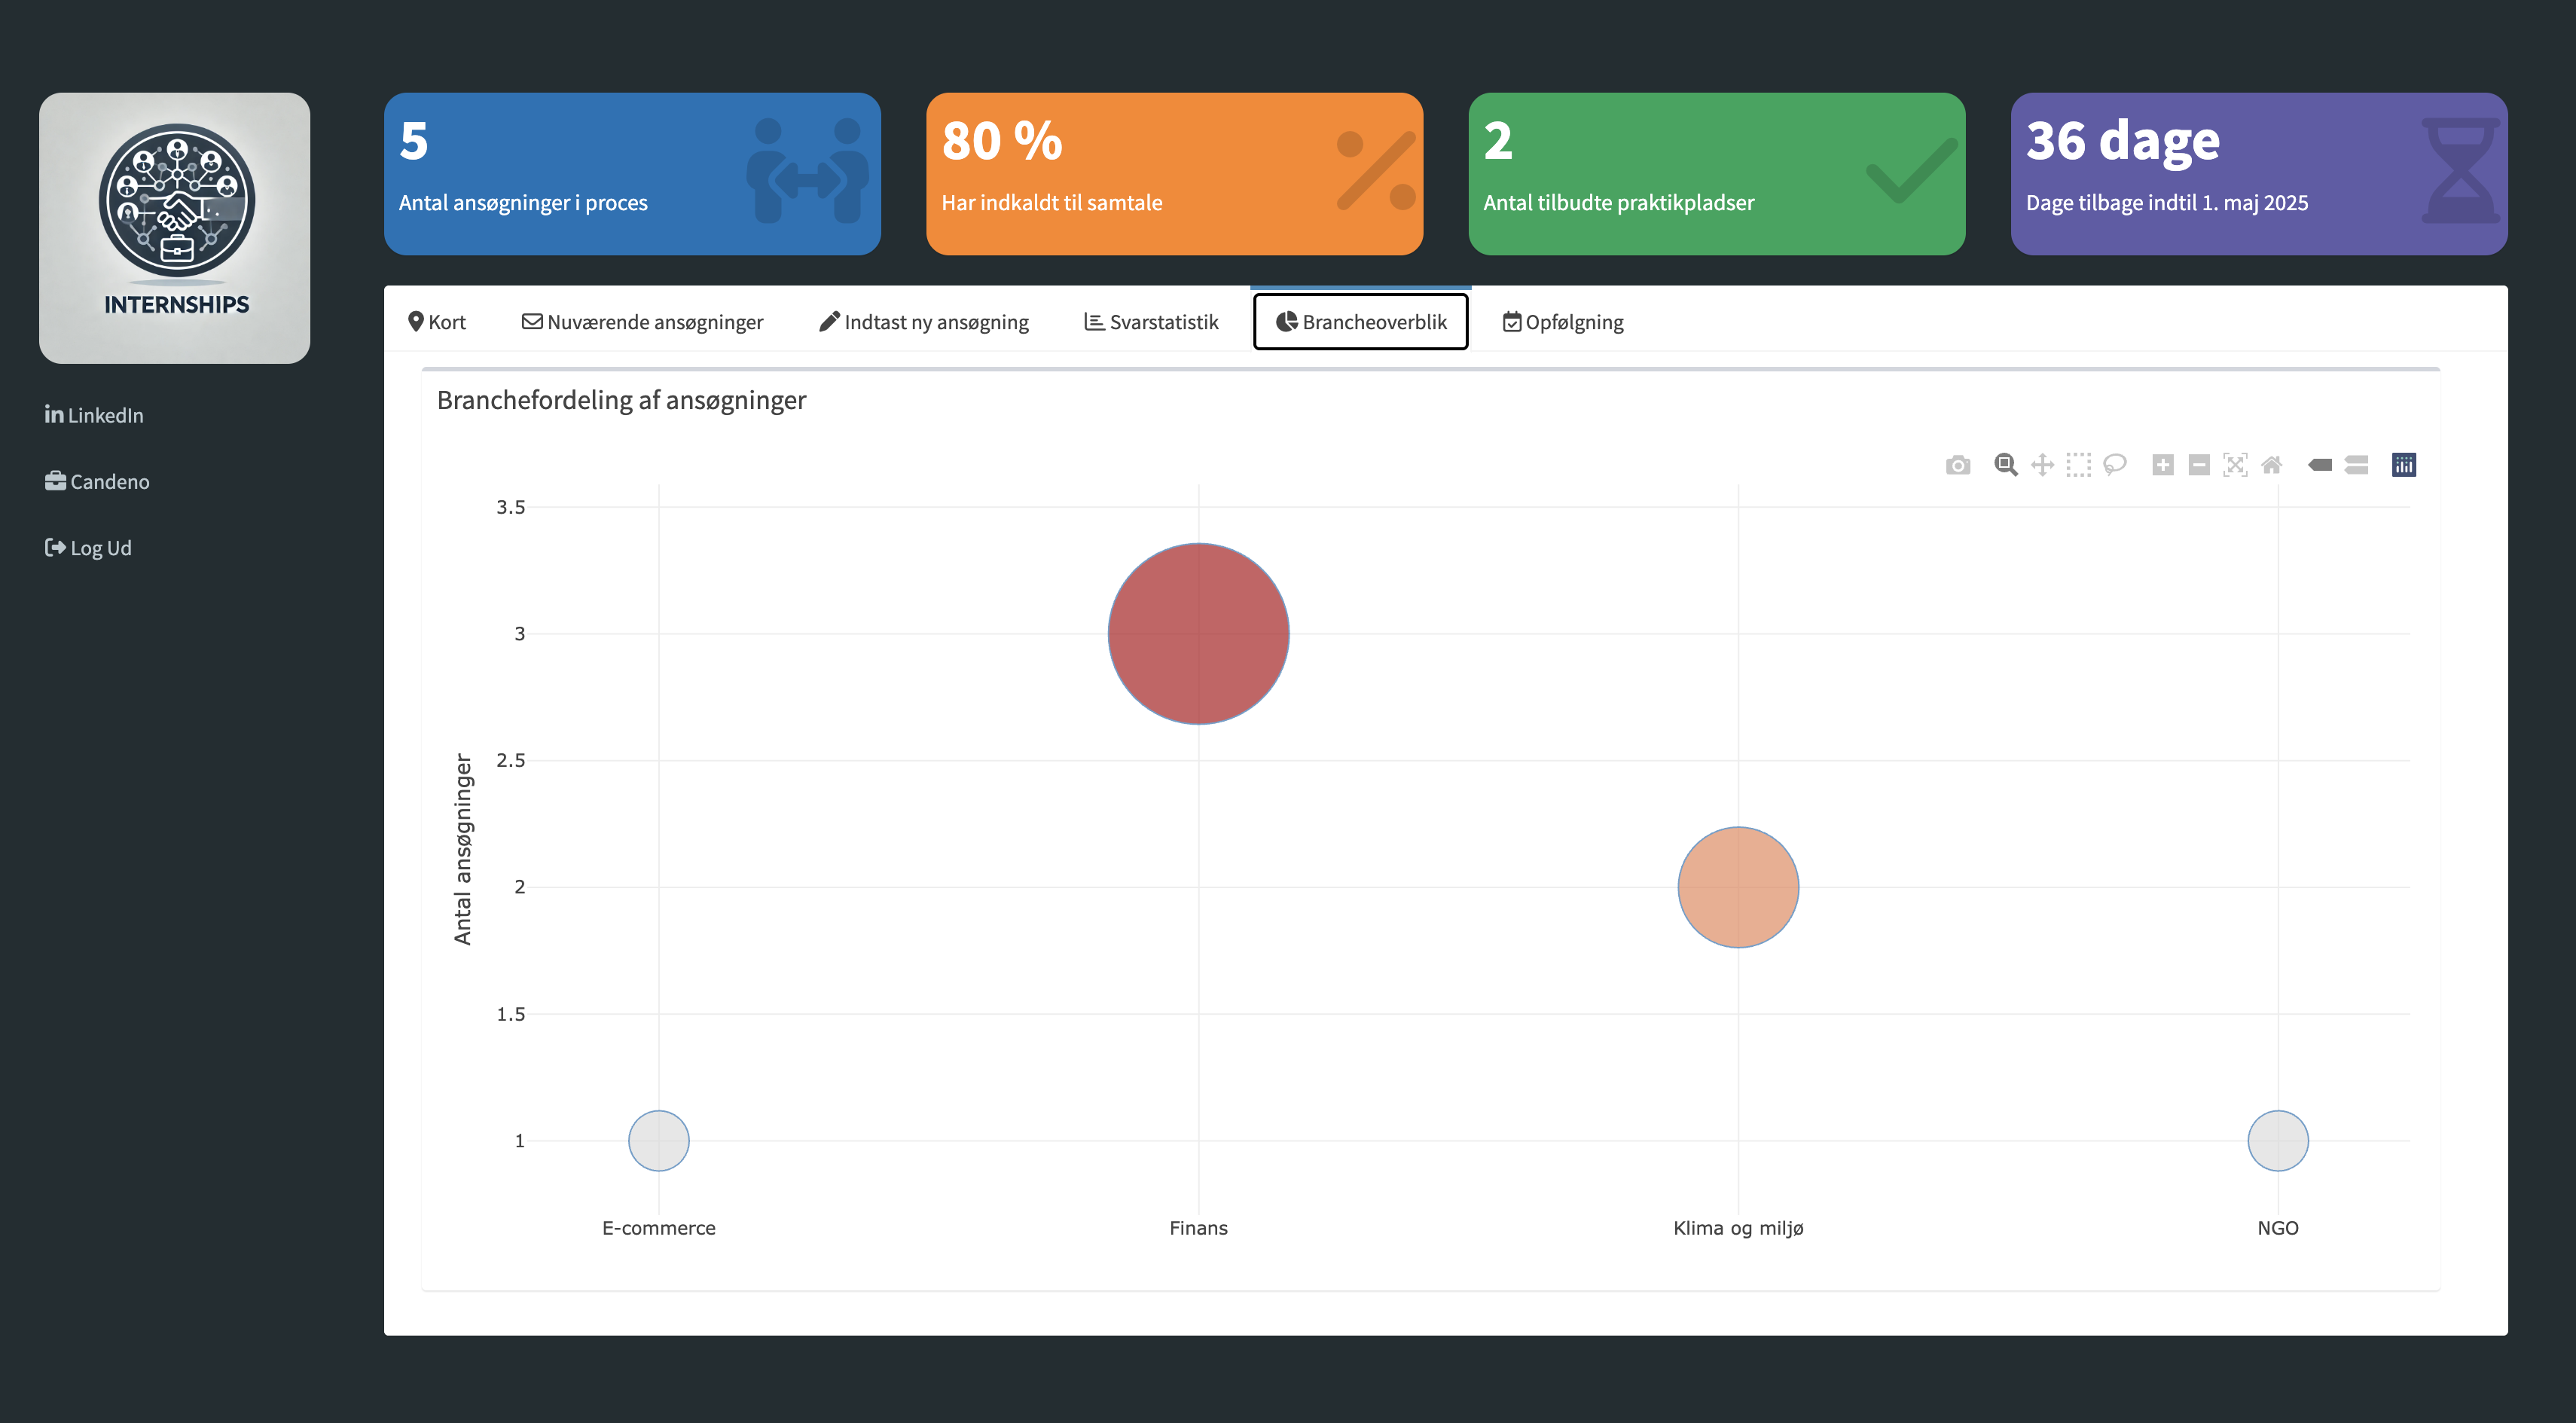 INTERNSHIPS
LinkedIn
Candeno
Log Ud
5
Antal ansøgninger i proces
80 %
Har indkaldt til samtale
2
Antal tilbudte praktikpladser
36 dage
Dage tilbage indtil 1. maj 2025
Kort
Nuværende ansøgninger
Indtast ny ansøgning
Svarstatistik
Brancheoverblik
Opfølgning
Branchefordeling af ansøgninger
3.5
3
2.5
2
1.5
1
Antal ansøgninger
E-commerce
Finans
Klima og miljø
NGO